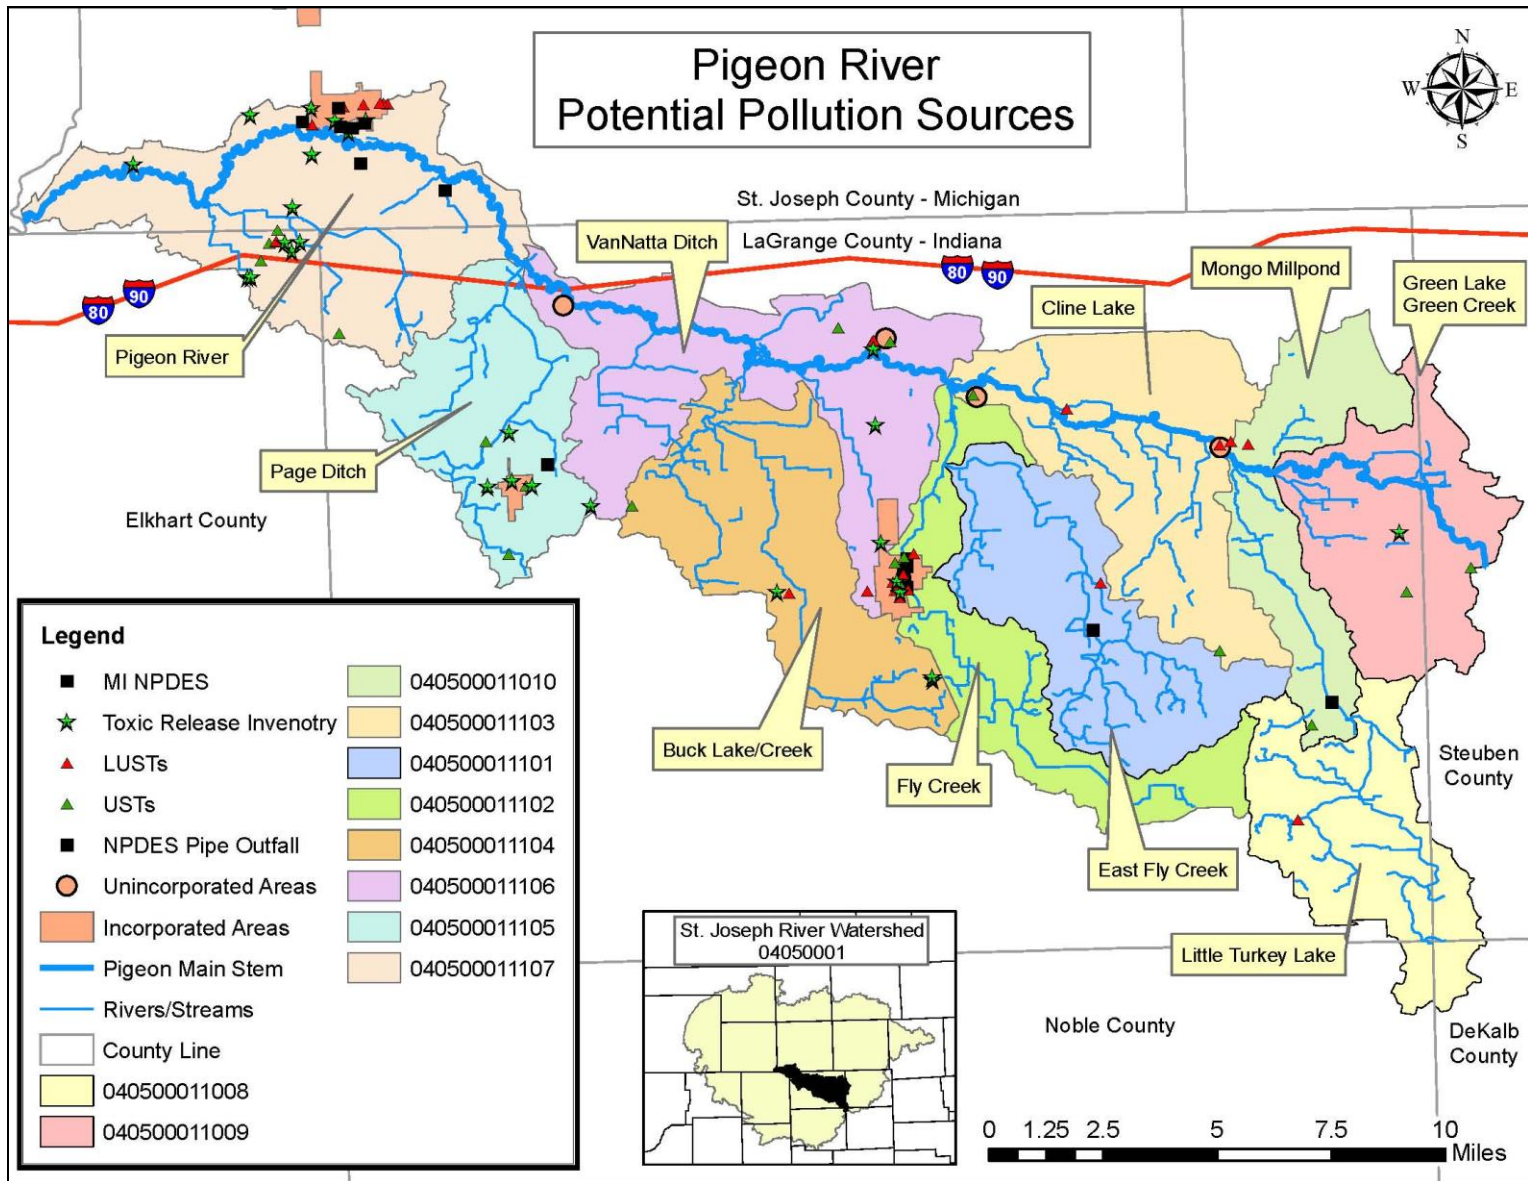 Pigeon River
Potential Pollution Sources
N
W
E
S
St. Joseph County - Michigan
VanNatta Ditch
LaGrange County - Indiana
80
90
Mongo Millpond
Green Lake
Green Creek
Cline Lake
80
90
Pigeon River
Page Ditch
Elkhart County
Buck Lake/Creek
Fly Creek
East Fly Creek
Steuben
County
Little Turkey Lake
Noble County
DeKalb
County
Legend
MI NPDES
Toxic Release Invenotry
LUSTs
USTs
NPDES Pipe Outfall
Unincorporated Areas
Incorporated Areas
Pigeon Main Stem
Rivers/Streams
County Line
040500011008
040500011009
040500011010
040500011103
040500011101
040500011102
040500011104
040500011106
040500011105
040500011107
St. Joseph River Watershed
04050001
0 1.25 2.5 5 7.5 10
Miles